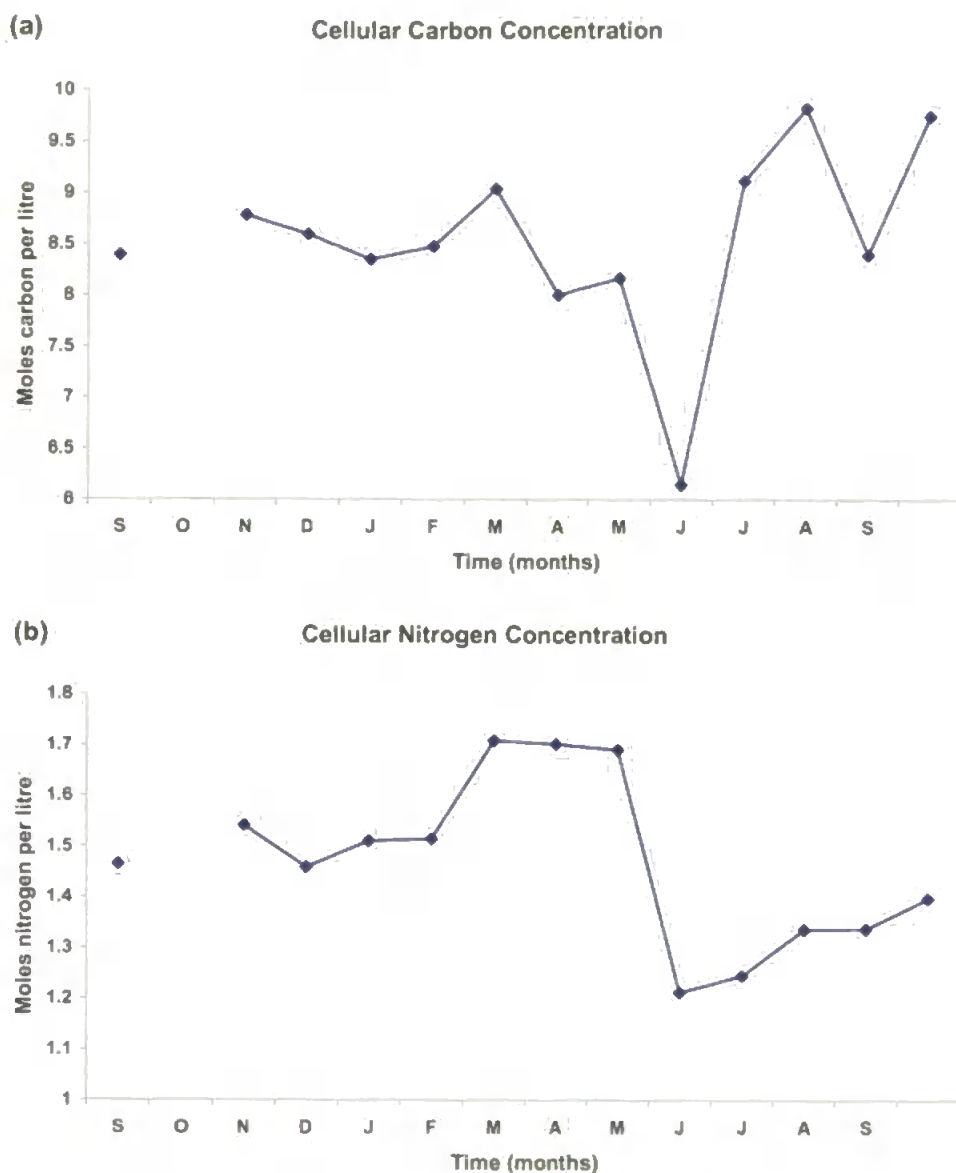 (a)
Cellular Carbon Concentration
10
9.5
9
8.5
8
7.5
7
6.5
6
Moles carbon per litre
S O N D J F M A M J J A S
Time (months)
(b)
Cellular Nitrogen Concentration
1.8
1.7
1.6
1.5
1.4
1.3
1.2
1.1
1
Moles nitrogen per litre
S O N D J F M A M J J A S
Time (months)